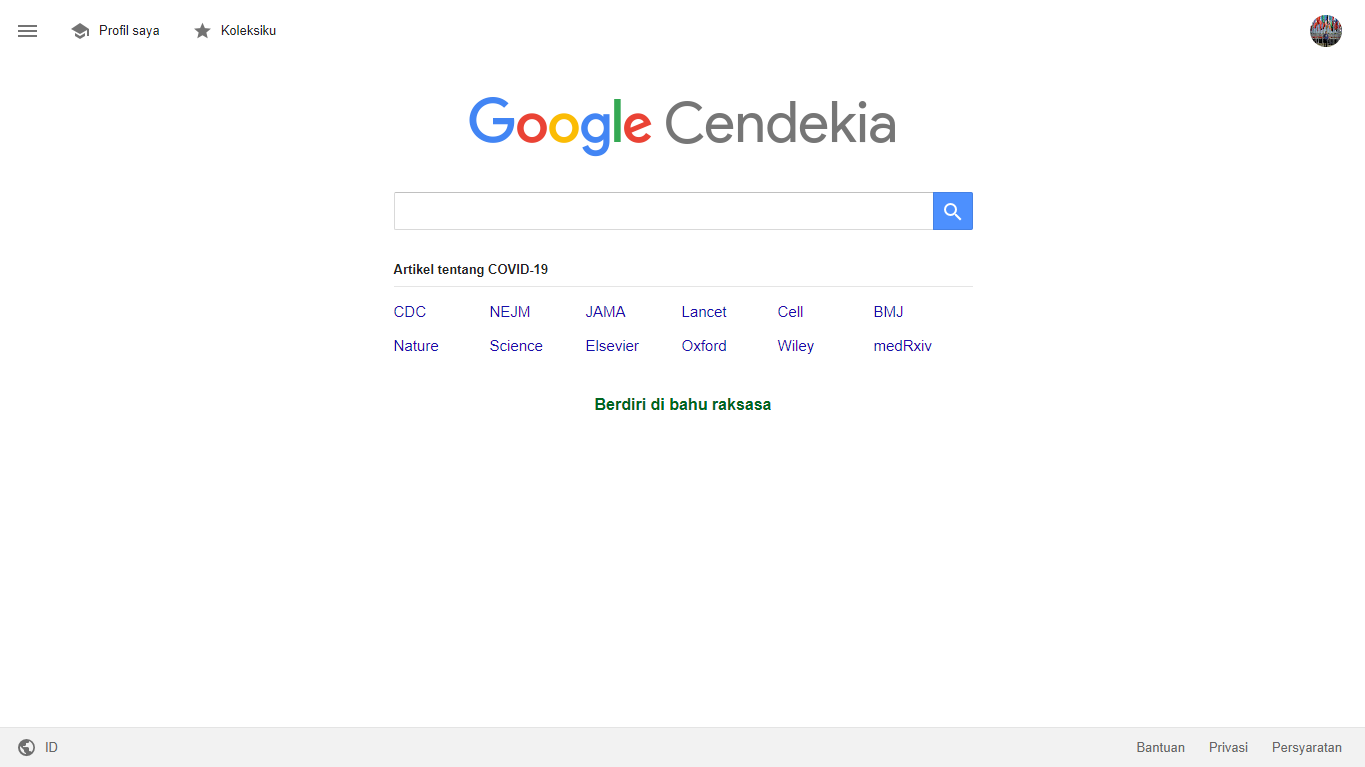 Profil saya Koleksiku
Google Cendekia
Artikel tentang COVID-19
CDC NEJM JAMA Lancet Cell BMJ
Nature Science Elsevier Oxford Wiley medRxiv
Berdiri di bahu raksasa
ID Bantuan Privasi Persyaratan